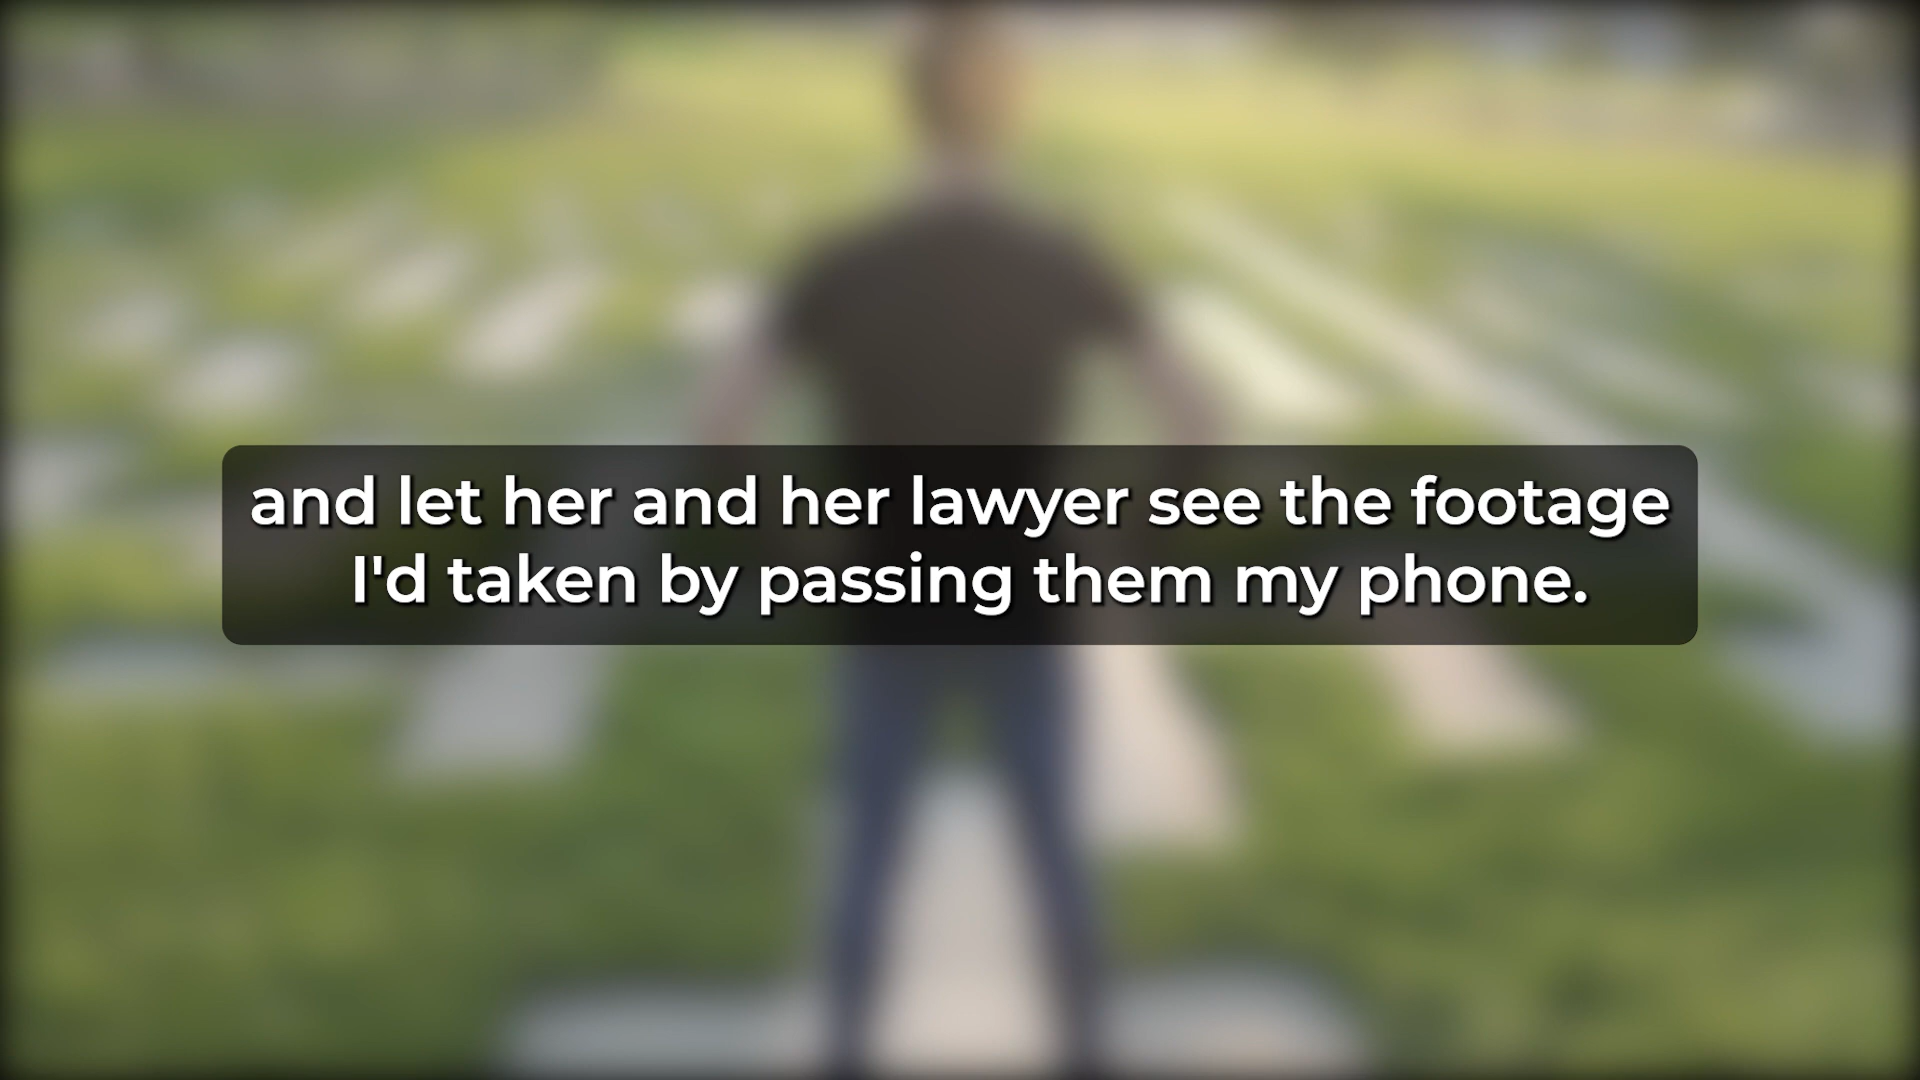 and let her and her lawyer see the footage
I'd taken by passing them my phone.